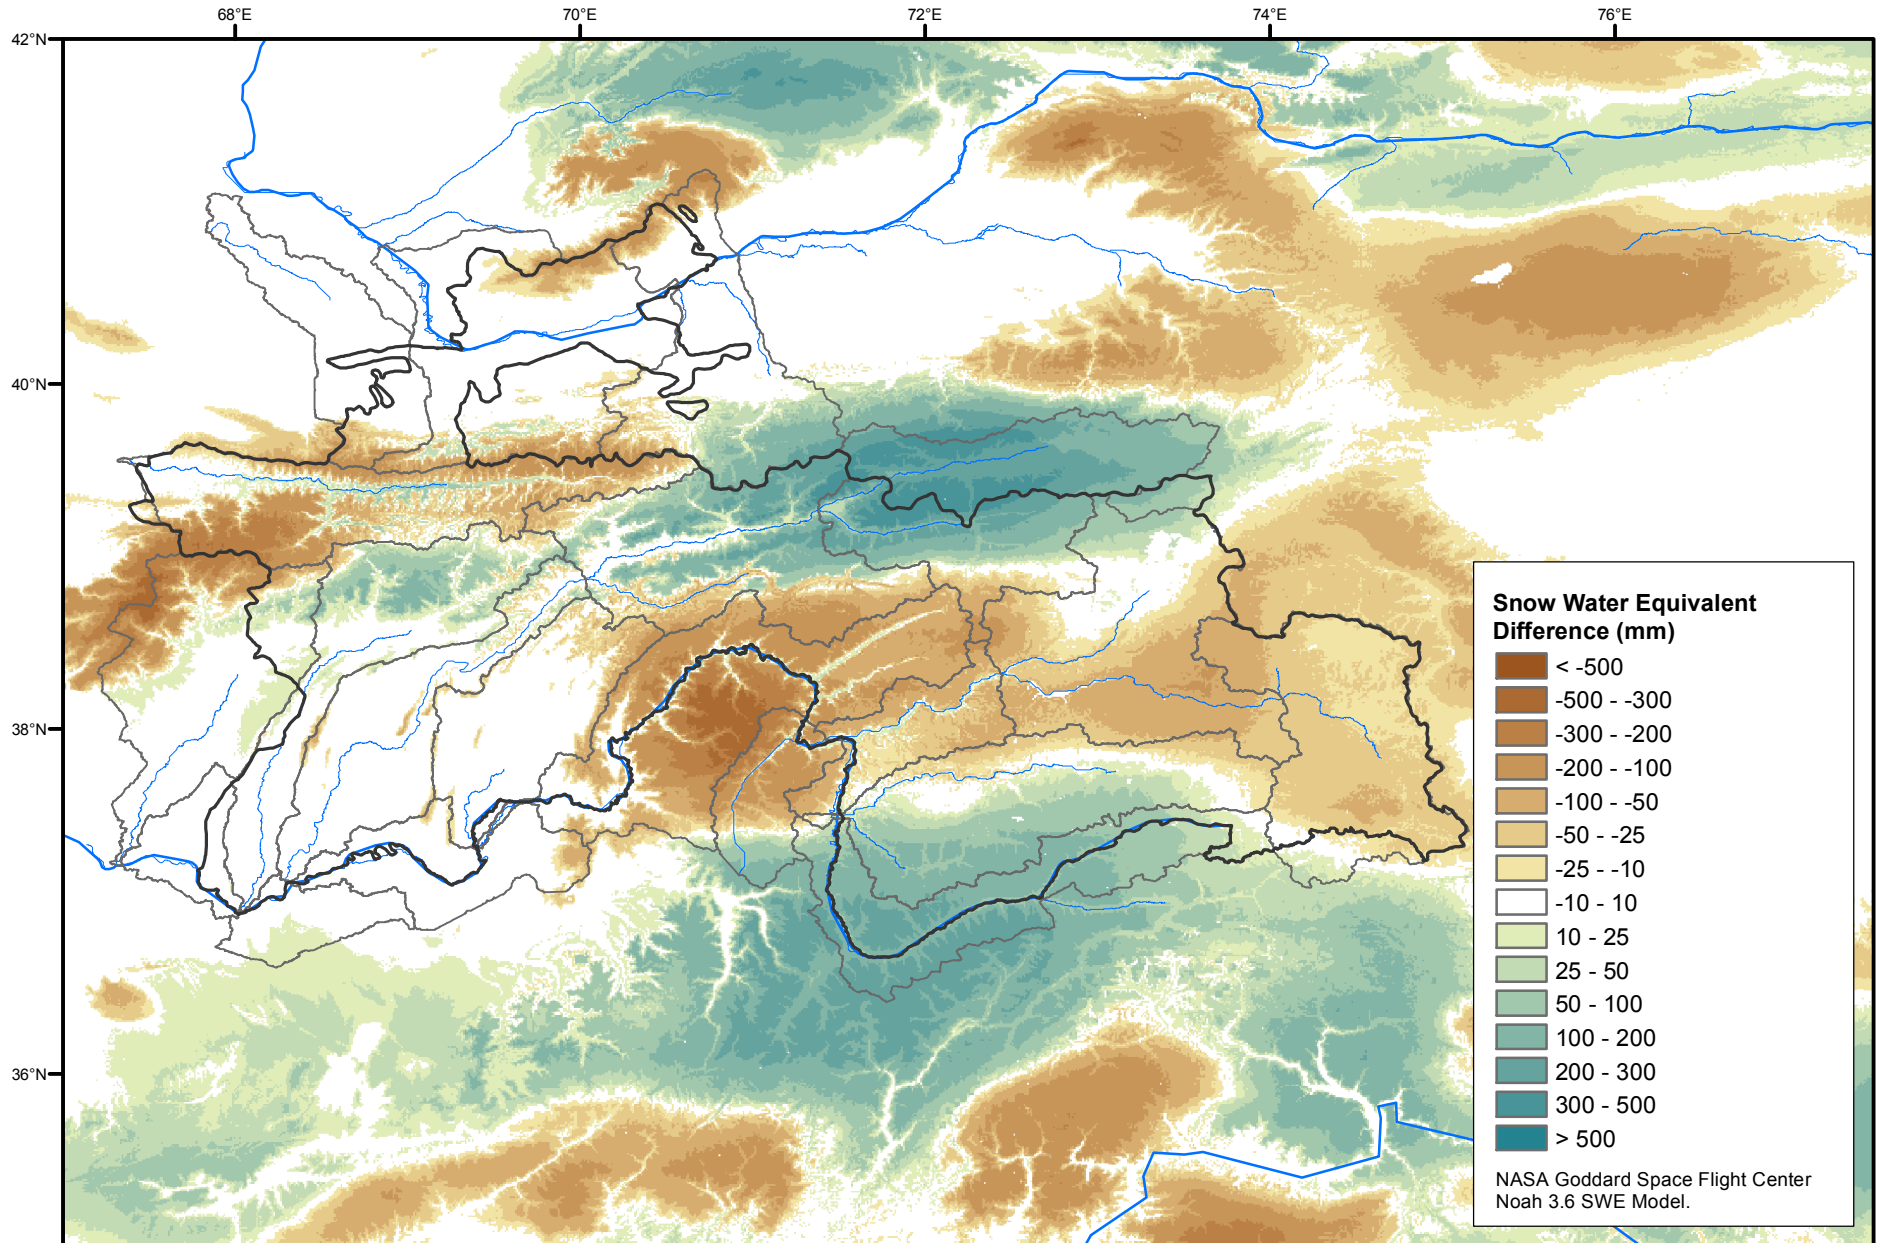 68°E
70°E
72°E
74°E
76°E
42°N
40°N
38°N
36°N
Snow Water Equivalent
Difference (mm)
< -500
-500 - -300
-300 - -200
-200 - -100
-100 - -50
-50 - -25
-25 - -10
-10 - 10
10 - 25
25 - 50
50 - 100
100 - 200
200 - 300
300 - 500
> 500
NASA Goddard Space Flight Center
Noah 3.6 SWE Model.